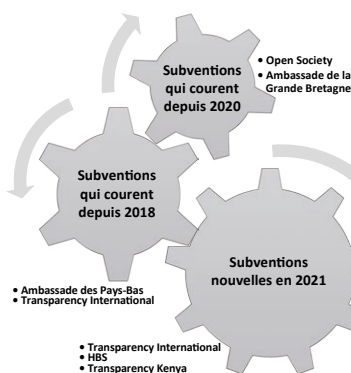 Subventions
qui courent
depuis 2020
• Open Society
• Ambassade de la
Grande Bretagne
Subventions
qui courent
depuis 2018
• Ambassade des Pays-Bas
• Transparency International
Subventions
nouvelles en 2021
• Transparency International
• HBS
• Transparency Kenya